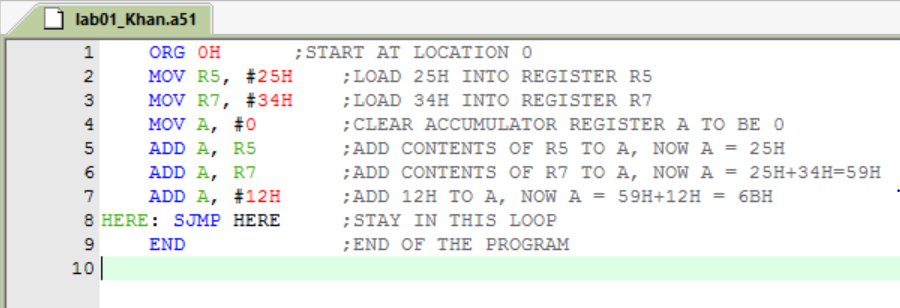 lab01_Khan.a51
1 ORG 0H ;START AT LOCATION 0
2 MOV R5, #25H ;LOAD 25H INTO REGISTER R5
3 MOV R7, #34H ;LOAD 34H INTO REGISTER R7
4 MOV A, #0 ;CLEAR ACCUMULATOR REGISTER A TO BE 0
5 ADD A, R5 ;ADD CONTENTS OF R5 TO A, NOW A = 25H
6 ADD A, R7 ;ADD CONTENTS OF R7 TO A, NOW A = 25H+34H=59H
7 ADD A, #12H ;ADD 12H TO A, NOW A = 59H+12H = 6BH
8 HERE: SJMP HERE ;STAY IN THIS LOOP
9 END ;END OF THE PROGRAM
10